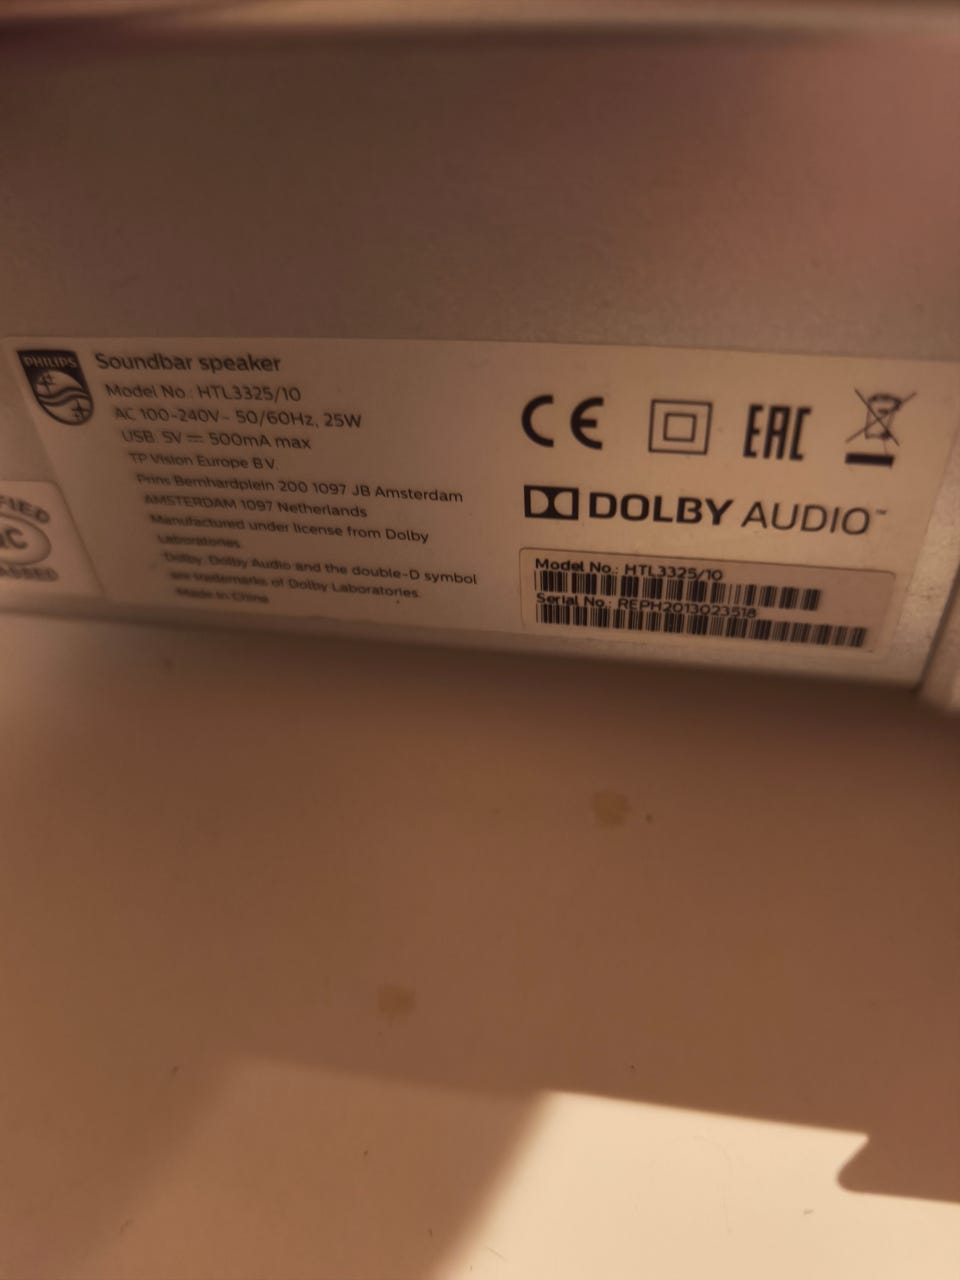 PHILIPS
Soundbar speaker
Model No.: HTL3325/10
AC 100-240V~ 50/60Hz, 25W
USB: 5V ⎓ 500mA max
TP Vision Europe B.V.
Prins Bernhardplein 200 1097 JB Amsterdam
AMSTERDAM 1097 Netherlands
Manufactured under license from Dolby
Laboratories.
Dolby, Dolby Audio and the double-D symbol
are trademarks of Dolby Laboratories.
Made in China
CE
EAC
DOLBY AUDIO™
Model No.: HTL3325/10
Serial No.: REPH2013023518